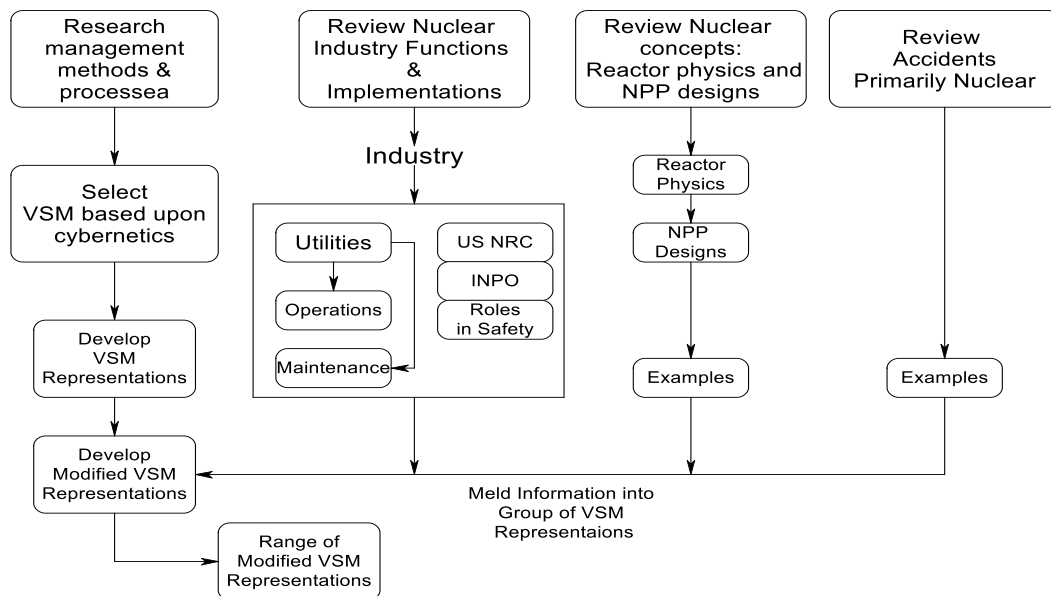 Research
management
methods &
processea
Review Nuclear
Industry Functions
&
Implementations
Review Nuclear
concepts:
Reactor physics and
NPP designs
Review
Accidents
Primarily Nuclear
Industry
Reactor
Physics
Select
VSM based upon
cybernetics
Utilities
US NRC
NPP
Designs
INPO
Operations
Roles
in Safety
Develop
VSM
Representations
Maintenance
Examples
Examples
Develop
Modified VSM
Representations
Meld Information into
Group of VSM
Representaions
Range of
Modified VSM
Representations